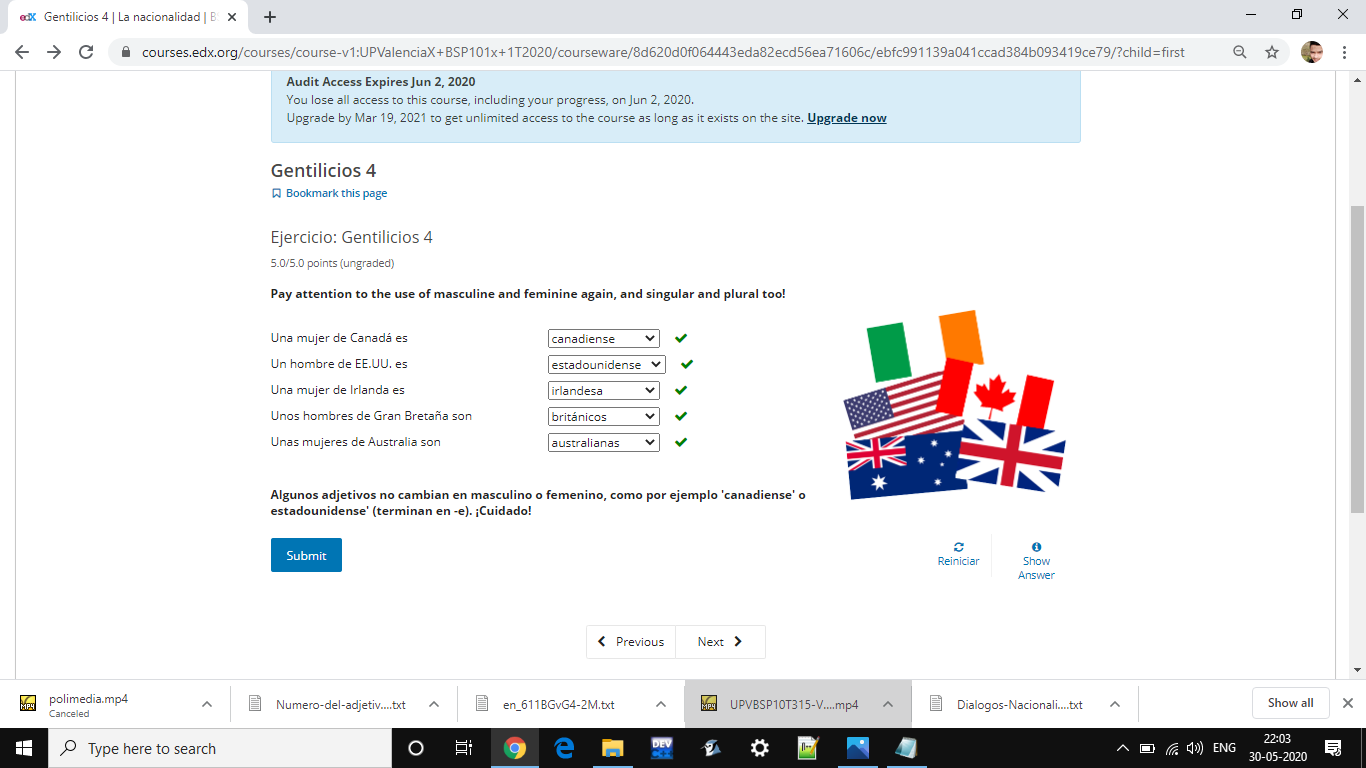 edX Gentilicios 4 | La nacionalidad |
courses.edx.org/courses/course-v1:UPValenciaX+BSP101x+1T2020/courseware/8d620d0f064443eda82ecd56ea71606c/ebfc991139a041ccad384b093419ce79/?child=first
Audit Access Expires Jun 2, 2020
You lose all access to this course, including your progress, on Jun 2, 2020.
Upgrade by Mar 19, 2021 to get unlimited access to the course as long as it exists on the site. Upgrade now
Gentilicios 4
Bookmark this page
Ejercicio: Gentilicios 4
5.0/5.0 points (ungraded)
Pay attention to the use of masculine and feminine again, and singular and plural too!
Una mujer de Canadá es canadiense
Un hombre de EE.UU. es estadounidense
Una mujer de Irlanda es irlandesa
Unos hombres de Gran Bretaña son británicos
Unas mujeres de Australia son australianas
Algunos adjetivos no cambian en masculino o femenino, como por ejemplo 'canadiense' o
estadounidense' (terminan en -e). ¡Cuidado!
Submit
Reiniciar
Show
Answer
Previous Next
polimedia.mp4
Canceled
Numero-del-adjetiv....txt
en_611BGvG4-2M.txt
UPVBSP10T315-V....mp4
Dialogos-Nacionali....txt
Show all
Type here to search
DEV
ENG
22:03
30-05-2020